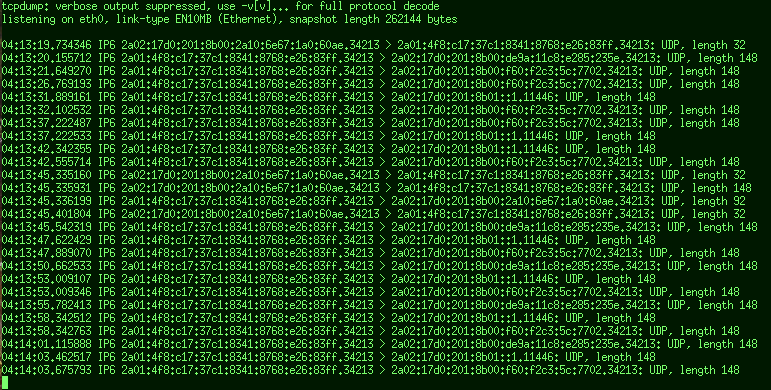 tcpdump: verbose output suppressed, use -v[v]... for full protocol decode
listening on eth0, link-type EN10MB (Ethernet), snapshot length 262144 bytes
04:13:19.734346 IP6 2a02:17d0:201:8b00:2a10:6e67:1a0:60ae.34213 > 2a01:4f8:c17:37c1:8341:8768:e26:83ff.34213: UDP, length 32
04:13:20.155712 IP6 2a01:4f8:c17:37c1:8341:8768:e26:83ff.34213 > 2a02:17d0:201:8b00:de9a:11c8:e285:235e.34213: UDP, length 148
04:13:21.649270 IP6 2a01:4f8:c17:37c1:8341:8768:e26:83ff.34213 > 2a02:17d0:201:8b00:f60:f2c3:5c:7702.34213: UDP, length 148
04:13:26.769193 IP6 2a01:4f8:c17:37c1:8341:8768:e26:83ff.34213 > 2a02:17d0:201:8b00:f60:f2c3:5c:7702.34213: UDP, length 148
04:13:31.889161 IP6 2a01:4f8:c17:37c1:8341:8768:e26:83ff.34213 > 2a02:17d0:201:8b01::1.11446: UDP, length 148
04:13:32.102532 IP6 2a01:4f8:c17:37c1:8341:8768:e26:83ff.34213 > 2a02:17d0:201:8b00:f60:f2c3:5c:7702.34213: UDP, length 148
04:13:37.222487 IP6 2a01:4f8:c17:37c1:8341:8768:e26:83ff.34213 > 2a02:17d0:201:8b00:f60:f2c3:5c:7702.34213: UDP, length 148
04:13:37.222533 IP6 2a01:4f8:c17:37c1:8341:8768:e26:83ff.34213 > 2a02:17d0:201:8b01::1.11446: UDP, length 148
04:13:42.342355 IP6 2a01:4f8:c17:37c1:8341:8768:e26:83ff.34213 > 2a02:17d0:201:8b01::1.11446: UDP, length 148
04:13:42.555714 IP6 2a01:4f8:c17:37c1:8341:8768:e26:83ff.34213 > 2a02:17d0:201:8b00:f60:f2c3:5c:7702.34213: UDP, length 148
04:13:45.335160 IP6 2a02:17d0:201:8b00:2a10:6e67:1a0:60ae.34213 > 2a01:4f8:c17:37c1:8341:8768:e26:83ff.34213: UDP, length 32
04:13:45.335931 IP6 2a02:17d0:201:8b00:2a10:6e67:1a0:60ae.34213 > 2a01:4f8:c17:37c1:8341:8768:e26:83ff.34213: UDP, length 148
04:13:45.336199 IP6 2a01:4f8:c17:37c1:8341:8768:e26:83ff.34213 > 2a02:17d0:201:8b00:2a10:6e67:1a0:60ae.34213: UDP, length 92
04:13:45.401804 IP6 2a02:17d0:201:8b00:2a10:6e67:1a0:60ae.34213 > 2a01:4f8:c17:37c1:8341:8768:e26:83ff.34213: UDP, length 32
04:13:45.542319 IP6 2a01:4f8:c17:37c1:8341:8768:e26:83ff.34213 > 2a02:17d0:201:8b00:de9a:11c8:e285:235e.34213: UDP, length 148
04:13:47.622429 IP6 2a01:4f8:c17:37c1:8341:8768:e26:83ff.34213 > 2a02:17d0:201:8b01::1.11446: UDP, length 148
04:13:47.889070 IP6 2a01:4f8:c17:37c1:8341:8768:e26:83ff.34213 > 2a02:17d0:201:8b00:f60:f2c3:5c:7702.34213: UDP, length 148
04:13:50.662533 IP6 2a01:4f8:c17:37c1:8341:8768:e26:83ff.34213 > 2a02:17d0:201:8b00:de9a:11c8:e285:235e.34213: UDP, length 148
04:13:53.009107 IP6 2a01:4f8:c17:37c1:8341:8768:e26:83ff.34213 > 2a02:17d0:201:8b01::1.11446: UDP, length 148
04:13:53.009346 IP6 2a01:4f8:c17:37c1:8341:8768:e26:83ff.34213 > 2a02:17d0:201:8b00:f60:f2c3:5c:7702.34213: UDP, length 148
04:13:55.782413 IP6 2a01:4f8:c17:37c1:8341:8768:e26:83ff.34213 > 2a02:17d0:201:8b00:de9a:11c8:e285:235e.34213: UDP, length 148
04:13:58.342512 IP6 2a01:4f8:c17:37c1:8341:8768:e26:83ff.34213 > 2a02:17d0:201:8b01::1.11446: UDP, length 148
04:13:58.342763 IP6 2a01:4f8:c17:37c1:8341:8768:e26:83ff.34213 > 2a02:17d0:201:8b00:f60:f2c3:5c:7702.34213: UDP, length 148
04:14:01.115888 IP6 2a01:4f8:c17:37c1:8341:8768:e26:83ff.34213 > 2a02:17d0:201:8b00:de9a:11c8:e285:235e.34213: UDP, length 148
04:14:03.462517 IP6 2a01:4f8:c17:37c1:8341:8768:e26:83ff.34213 > 2a02:17d0:201:8b01::1.11446: UDP, length 148
04:14:03.675793 IP6 2a01:4f8:c17:37c1:8341:8768:e26:83ff.34213 > 2a02:17d0:201:8b00:f60:f2c3:5c:7702.34213: UDP, length 148